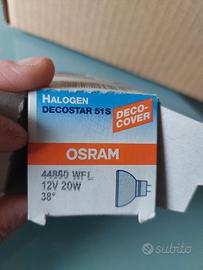 HALOGEN
DECOSTAR 51S
DECO-
COVER
OSRAM
44860 WFL
12V 20W
38°
subito